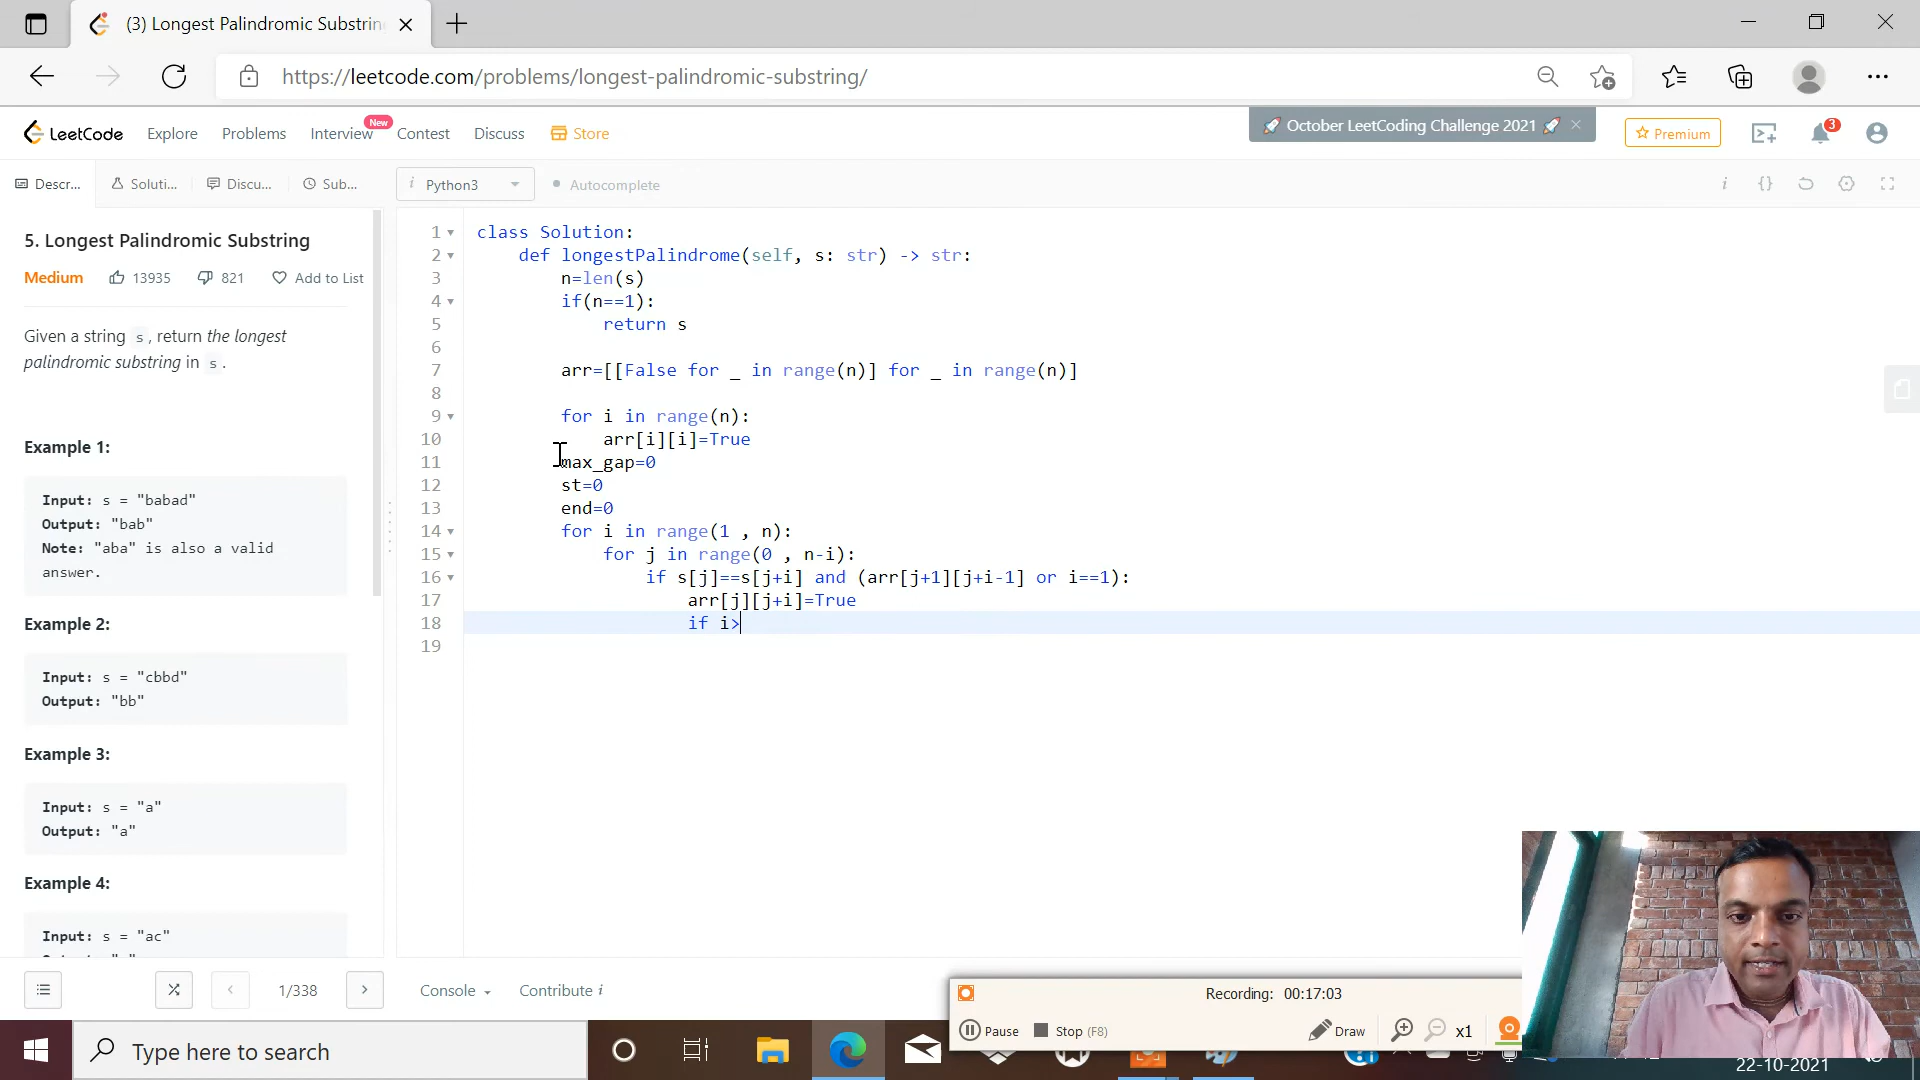 (3) Longest Palindromic Substrin
https://leetcode.com/problems/longest-palindromic-substring/
LeetCode
Explore
Problems
Interview
New
Contest
Discuss
Store
October LeetCoding Challenge 2021
Premium
3
Descr...
Soluti...
Discu...
Sub...
i Python3
Autocomplete
i
{}
5. Longest Palindromic Substring
Medium
13935
821
Add to List
Given a string s , return the longest
palindromic substring in s .
Example 1:
Input: s = "babad"
Output: "bab"
Note: "aba" is also a valid
answer.
Example 2:
Input: s = "cbbd"
Output: "bb"
Example 3:
Input: s = "a"
Output: "a"
Example 4:
Input: s = "ac"
1 class Solution:
2 def longestPalindrome(self, s: str) -> str:
3 n=len(s)
4 if(n==1):
5 return s
6
7 arr=[[False for _ in range(n)] for _ in range(n)]
8
9 for i in range(n):
10 arr[i][i]=True
11 max_gap=0
12 st=0
13 end=0
14 for i in range(1 , n):
15 for j in range(0 , n-i):
16 if s[j]==s[j+i] and (arr[j+1][j+i-1] or i==1):
17 arr[j][j+i]=True
18 if i>
19
1/338
Console
Contribute i
Recording: 00:17:03
Pause
Stop (F8)
Draw
x1
Type here to search
22-10-2021